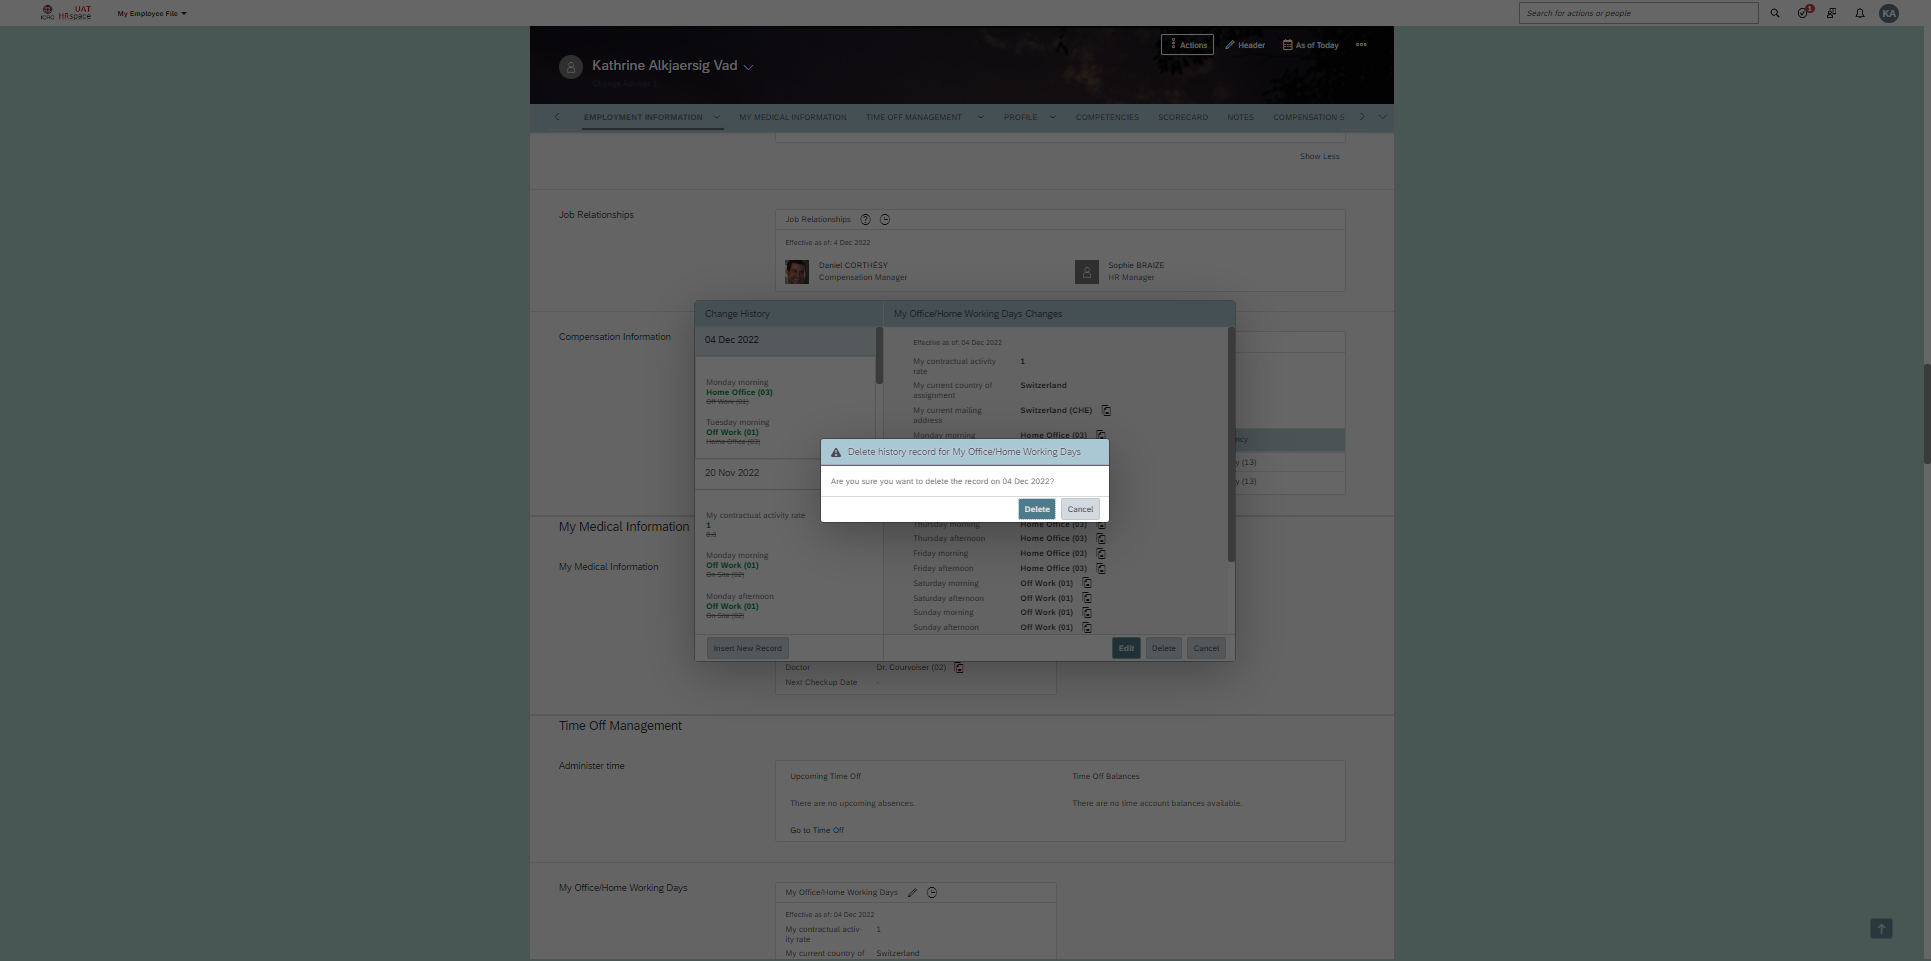 ICRC
UAT
HRspace
My Employee File
Search for actions or people
1
KA
Kathrine Alkjaersig Vad
Actions
Header
As of Today
EMPLOYMENT INFORMATION
MY MEDICAL INFORMATION
TIME OFF MANAGEMENT
PROFILE
COMPETENCIES
SCORECARD
NOTES
COMPENSATION S
Show Less
Job Relationships
Job Relationships
Effective as of: 4 Dec 2022
Daniel CORTHÉSY
Compensation Manager
Sophie BRAIZE
HR Manager
Compensation Information
ncy
y (13)
y (13)
Change History
04 Dec 2022
Monday morning
Home Office (03)
Off Work (01)
Tuesday morning
Off Work (01)
Home Office (03)
20 Nov 2022
My contractual activity rate
1
0.8
Monday morning
Off Work (01)
On Site (02)
Monday afternoon
Off Work (01)
On Site (02)
Insert New Record
My Office/Home Working Days Changes
Effective as of: 04 Dec 2022
My contractual activity
rate
1
My current country of
assignment
Switzerland
My current mailing
address
Switzerland (CHE)
Monday morning
Home Office (03)
Delete history record for My Office/Home Working Days
Are you sure you want to delete the record on 04 Dec 2022?
Delete
Cancel
Thursday morning
Home Office (03)
Thursday afternoon
Home Office (03)
Friday morning
Home Office (03)
Friday afternoon
Home Office (03)
Saturday morning
Off Work (01)
Saturday afternoon
Off Work (01)
Sunday morning
Off Work (01)
Sunday afternoon
Off Work (01)
Edit
Delete
Cancel
My Medical Information
My Medical Information
Doctor
Dr. Courvoiser (02)
Next Checkup Date
-
Time Off Management
Administer time
Upcoming Time Off
There are no upcoming absences.
Go to Time Off
Time Off Balances
There are no time account balances available.
My Office/Home Working Days
My Office/Home Working Days
Effective as of: 04 Dec 2022
My contractual activ-
ity rate
1
My current country of
Switzerland